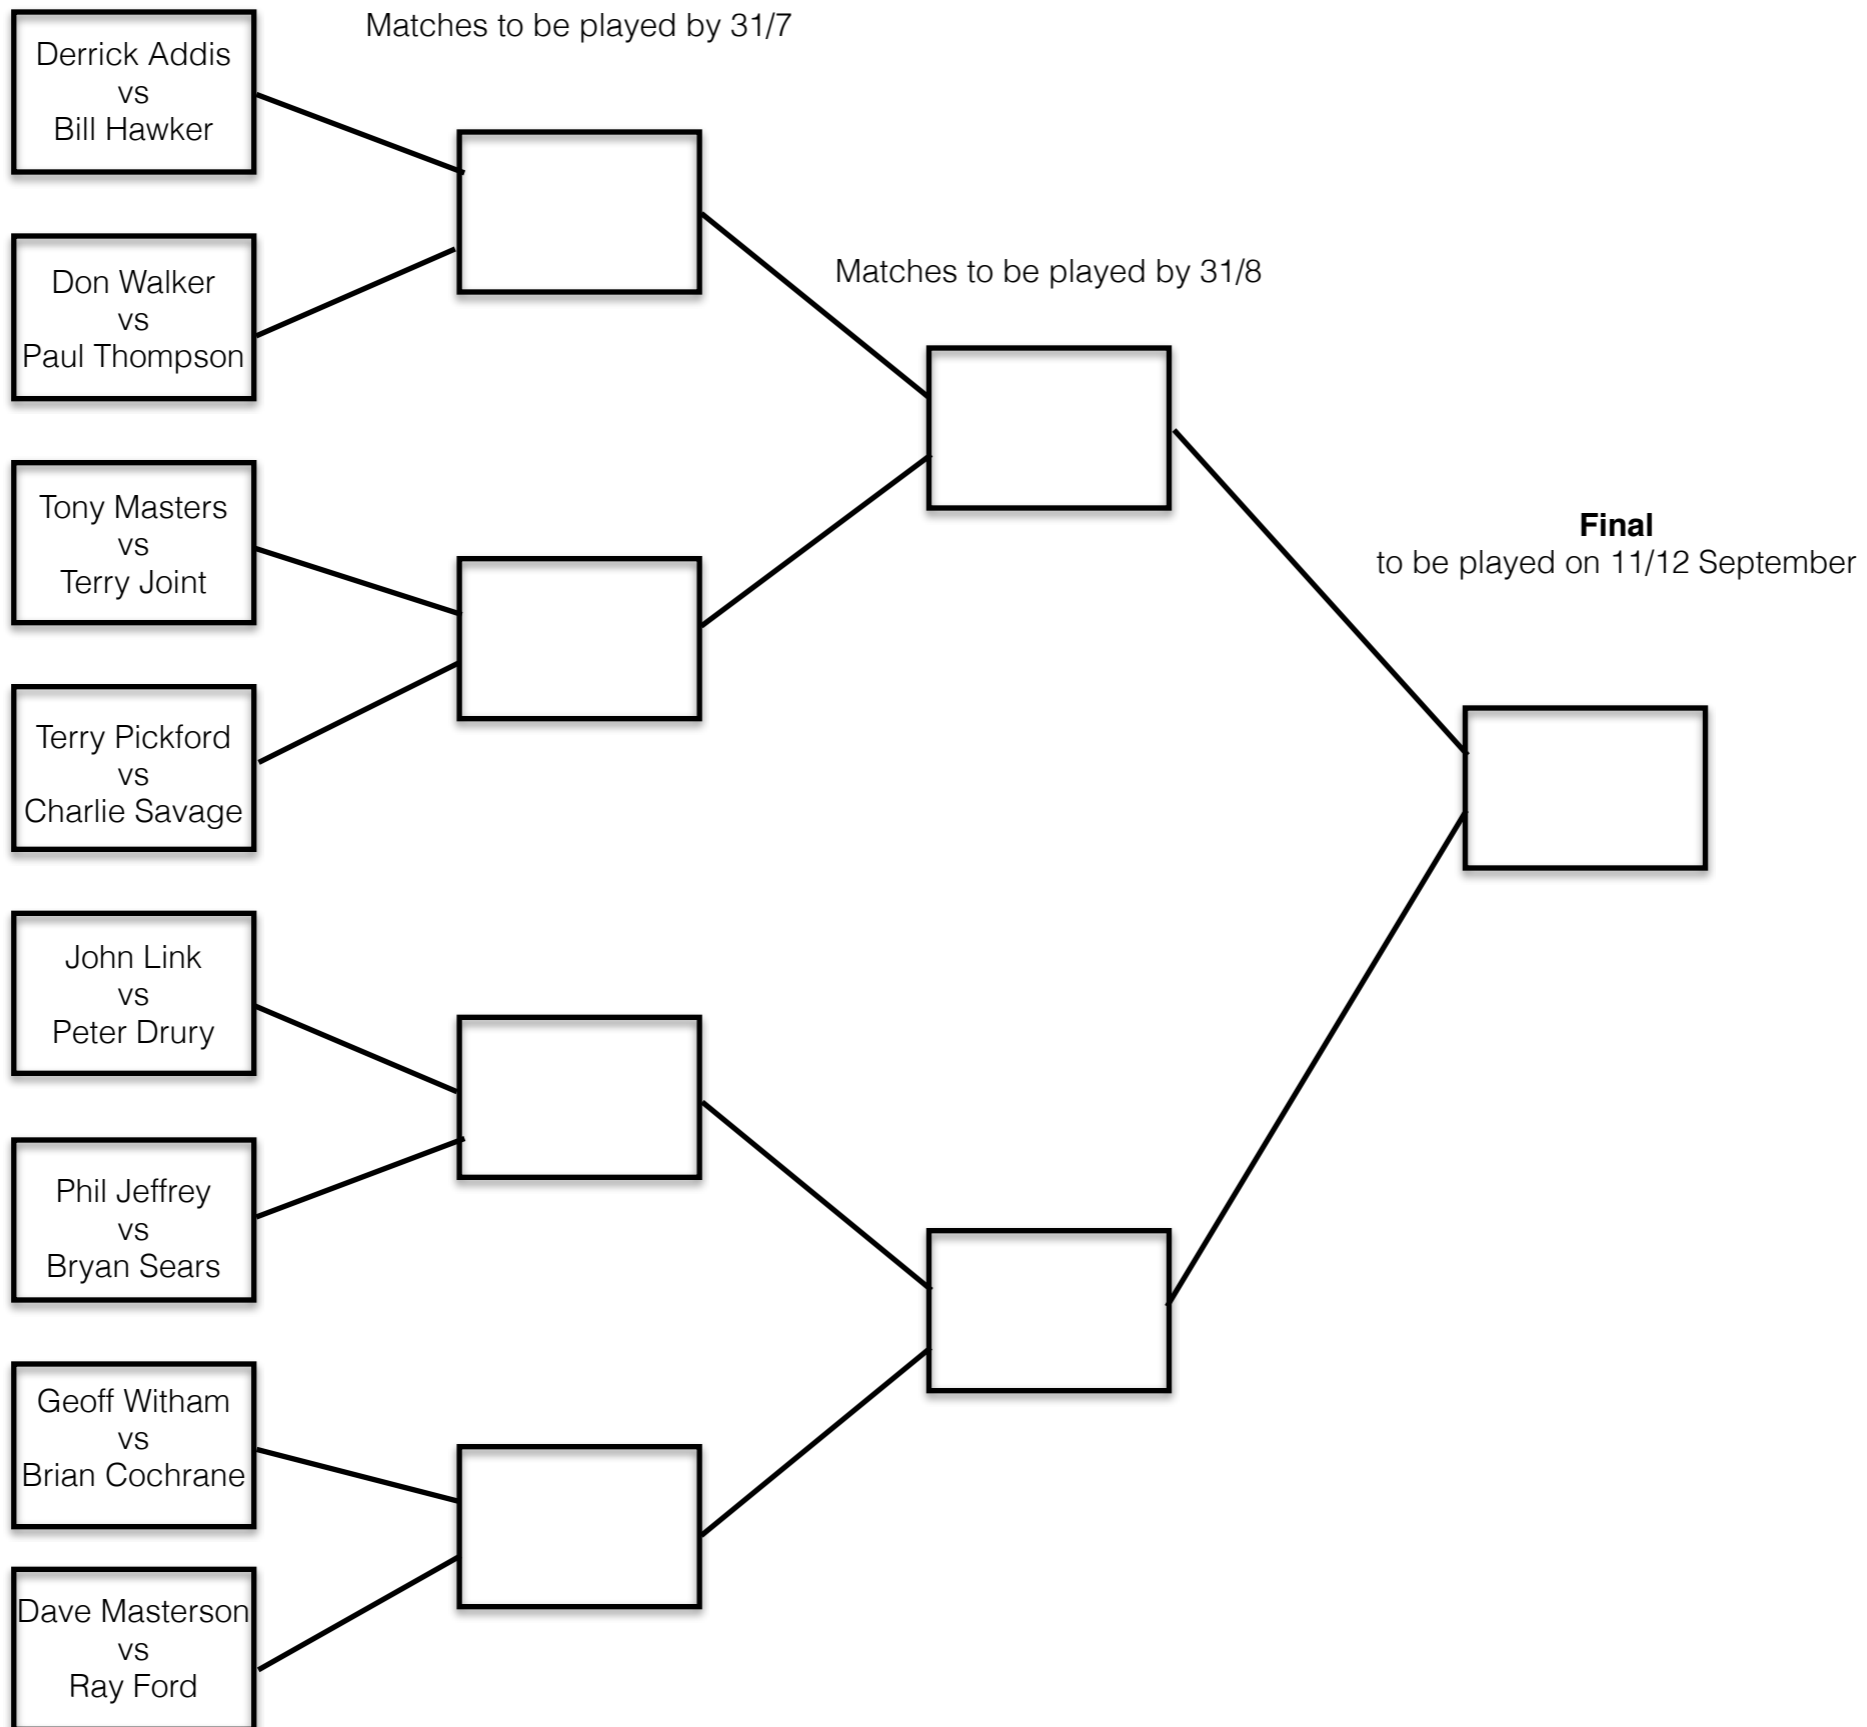 Matches to be played by 31/7
Derrick Addis
vs
Bill Hawker
Don Walker
vs
Paul Thompson
Tony Masters
vs
Terry Joint
Terry Pickford
vs
Charlie Savage
John Link
vs
Peter Drury
Phil Jeffrey
vs
Bryan Sears
Geoff Witham
vs
Brian Cochrane
Dave Masterson
vs
Ray Ford
Matches to be played by 31/8
Final
to be played on 11/12 September